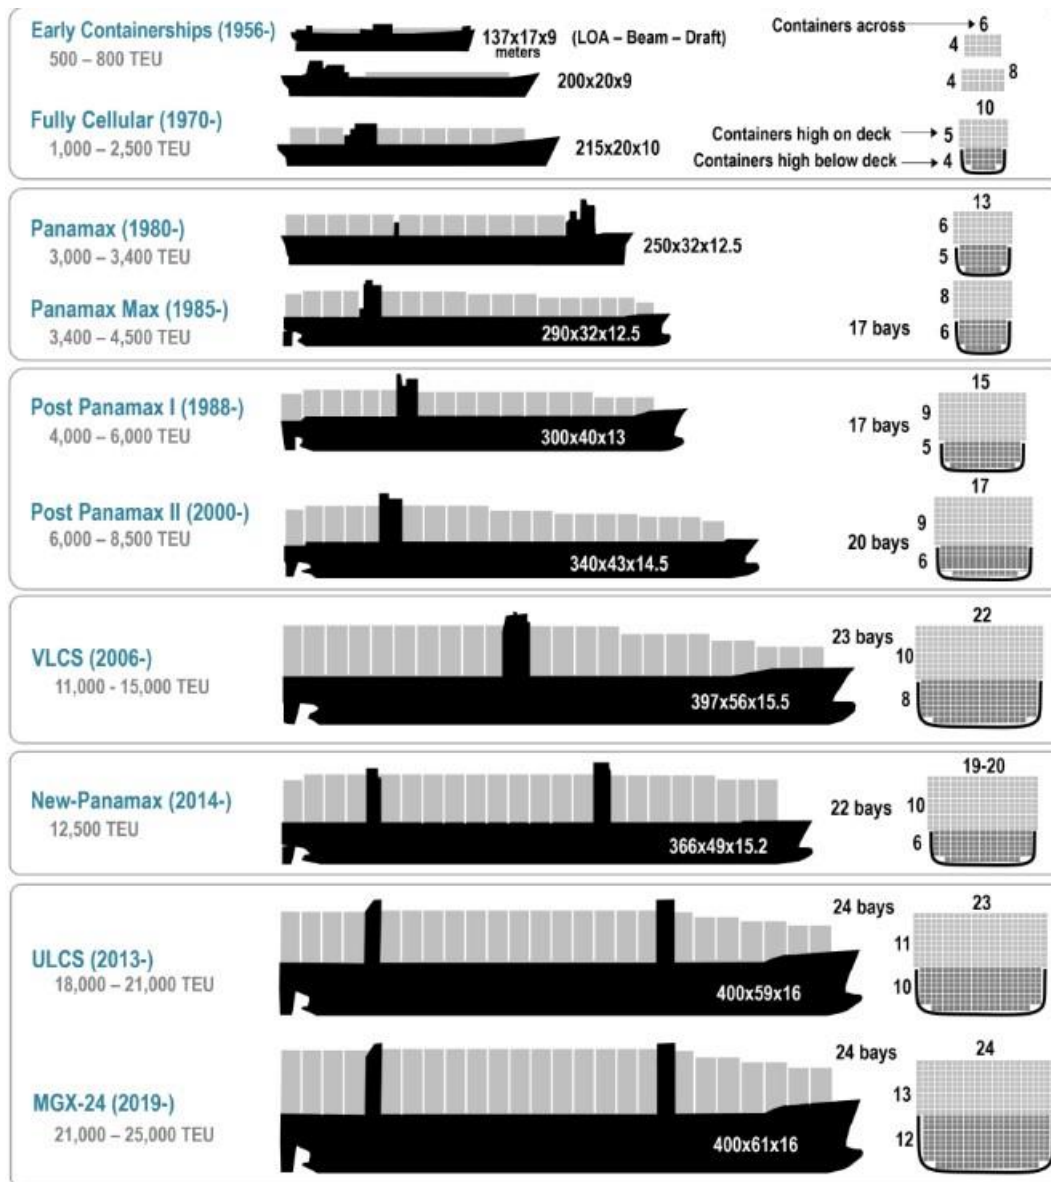 Early Containerships (1956-)
500 – 800 TEU
137x17x9 (LOA – Beam – Draft)
meters
Containers across
6
4
200x20x9
4
8
Fully Cellular (1970-)
1,000 – 2,500 TEU
215x20x10
10
Containers high on deck
5
Containers high below deck
4
Panamax (1980-)
3,000 – 3,400 TEU
250x32x12.5
13
6
5
Panamax Max (1985-)
3,400 – 4,500 TEU
290x32x12.5
17 bays
8
6
Post Panamax I (1988-)
4,000 – 6,000 TEU
300x40x13
17 bays
15
9
5
Post Panamax II (2000-)
6,000 – 8,500 TEU
340x43x14.5
20 bays
17
9
6
VLCS (2006-)
11,000 - 15,000 TEU
397x56x15.5
23 bays
22
10
8
New-Panamax (2014-)
12,500 TEU
366x49x15.2
22 bays
19-20
10
6
ULCS (2013-)
18,000 – 21,000 TEU
400x59x16
24 bays
23
11
10
MGX-24 (2019-)
21,000 – 25,000 TEU
400x61x16
24 bays
24
13
12